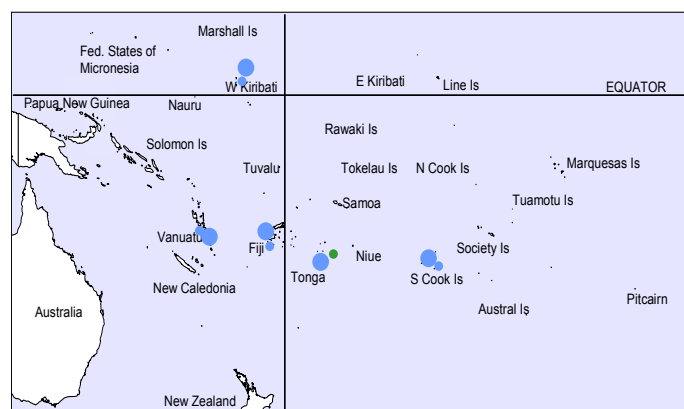 Marshall Is
Fed. States of
Micronesia
W Kiribati
E Kiribati
Line Is
EQUATOR
Papua New Guinea
Nauru
Rawaki Is
Solomon Is
Tuvalu
Tokelau Is
N Cook Is
Marquesas Is
Samoa
Tuamotu Is
Vanuatu
Fiji
Niue
Society Is
Tonga
S Cook Is
New Caledonia
Pitcairn
Australia
Austral Is
New Zealand